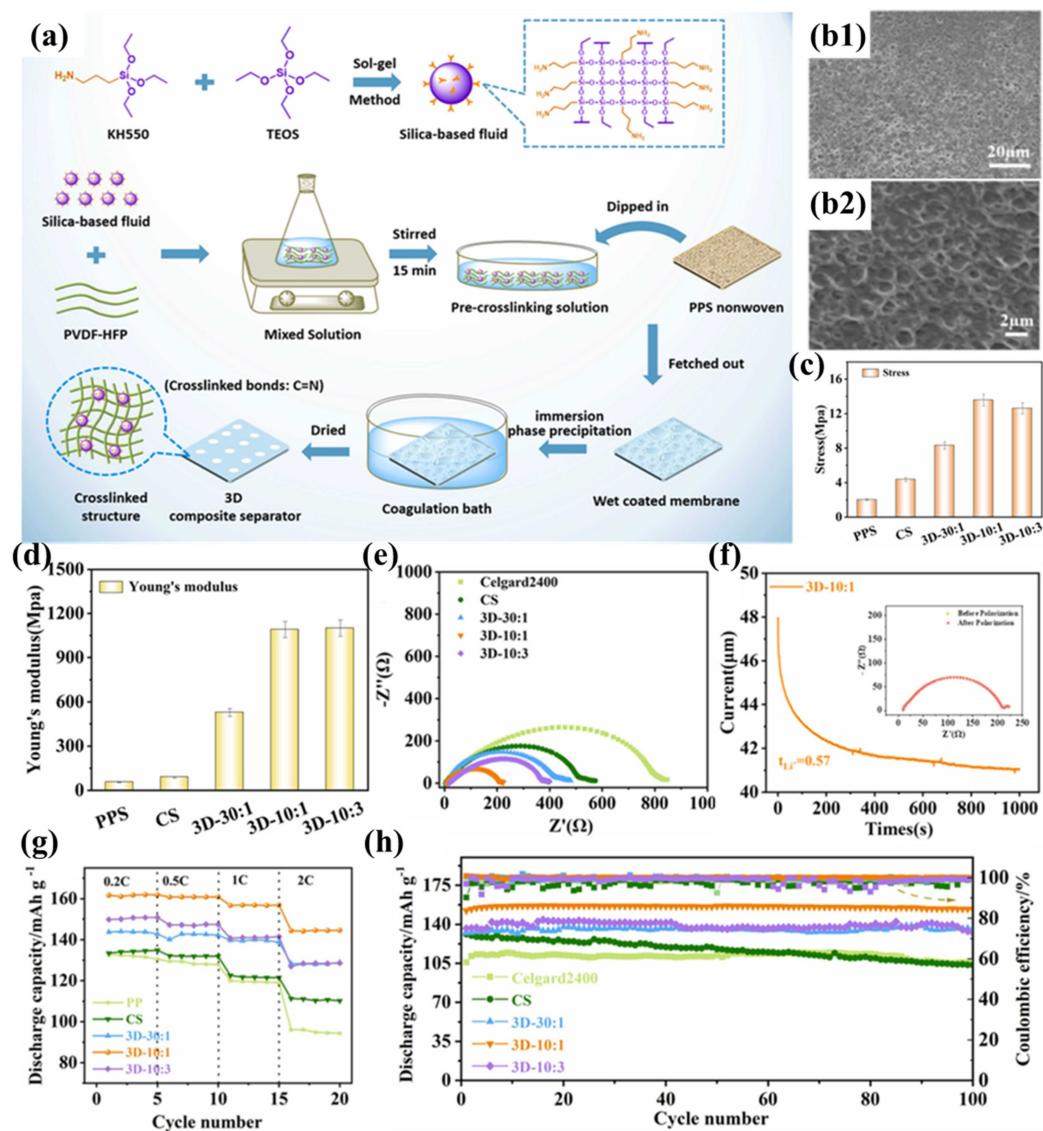 (a)
H₂N
Si
O
O
O
KH550
+
O
O
Si
O
O
TEOS
Sol-gel
Method
Silica-based fluid
Silica-based fluid
+
PVDF-HFP
Mixed Solution
Stirred
15 min
Pre-crosslinking solution
Dipped in
PPS nonwoven
Fetched out
Wet coated membrane
immersion
phase precipitation
Coagulation bath
Dried
3D
composite separator
(Crosslinked bonds: C=N)
Crosslinked
structure
(b1)
20μm
(b2)
2μm
(c)
Stress
Stress(Mpa)
16
12
8
4
0
PPS
CS
3D-30:1
3D-10:1
3D-10:3
(d)
Young's modulus
Young's modulus(Mpa)
1500
1200
900
600
300
0
PPS
CS
3D-30:1
3D-10:1
3D-10:3
(e)
Celgard2400
CS
3D-30:1
3D-10:1
3D-10:3
-Z''(Ω)
1000
800
600
400
200
0
0 200 400 600 800 100
Z'(Ω)
(f)
3D-10:1
Current(μm)
50
48
46
44
42
40
tLi+=0.57
0 200 400 600 800 1000
Times(s)
Before Polarization
After Polarization
-Z''(Ω)
200
150
100
50
0
0 50 100 150 200 250
Z'(Ω)
(g)
0.2C 0.5C 1C 2C
Discharge capacity/mAh g⁻¹
160
140
120
100
80
PP
CS
3D-30:1
3D-10:1
3D-10:3
0 5 10 15 20
Cycle number
(h)
Discharge capacity/mAh g⁻¹
175
140
105
70
35
0
Celgard2400
CS
3D-30:1
3D-10:1
3D-10:3
0 20 40 60 80 100
Cycle number
Coulombic efficiency/%
100
80
60
40
20
0